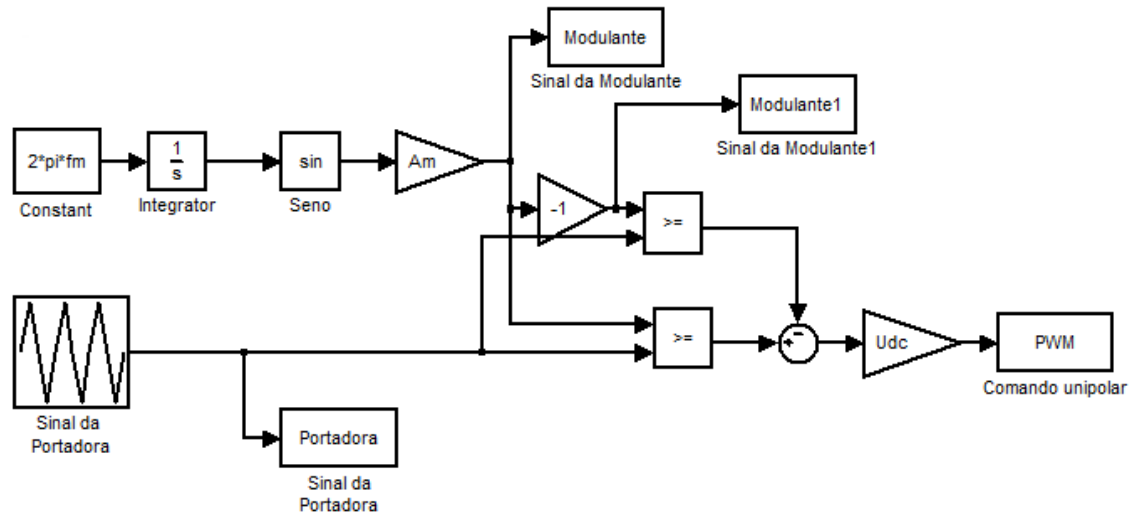 Modulante
Sinal da Modulante
Modulante1
Sinal da Modulante1
2*pi*fm
Constant
1
s
Integrator
sin
Seno
Am
-1
>=
>=
+
-
Udc
PWM
Comando unipolar
Sinal da
Portadora
Portadora
Sinal da
Portadora